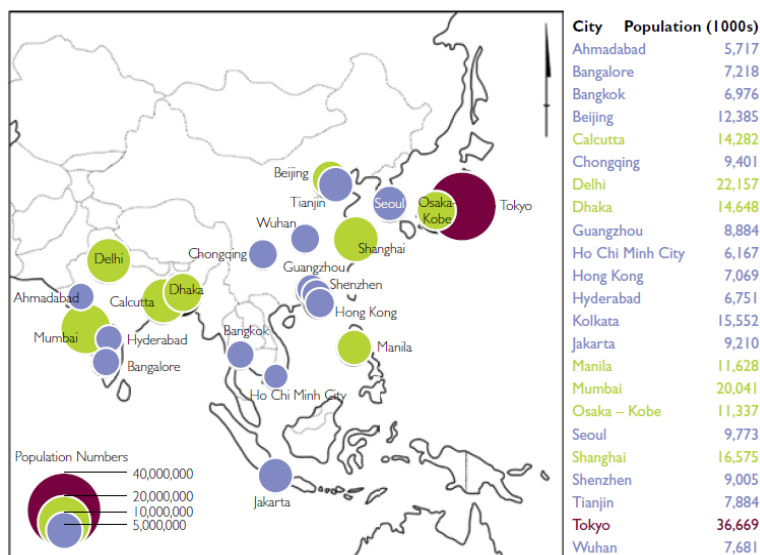 Beijing
Tianjin
Seoul
Osaka-
Kobe
Tokyo
Wuhan
Chongqing
Shanghai
Delhi
Guangzhou
Shenzhen
Dhaka
Ahmadabad
Calcutta
Hong Kong
Mumbai
Hyderabad
Bangkok
Manila
Bangalore
Ho Chi Minh City
Jakarta
Population Numbers
40,000,000
20,000,000
10,000,000
5,000,000
City Population (1000s)
Ahmadabad 5,717
Bangalore 7,218
Bangkok 6,976
Beijing 12,385
Calcutta 14,282
Chongqing 9,401
Delhi 22,157
Dhaka 14,648
Guangzhou 8,884
Ho Chi Minh City 6,167
Hong Kong 7,069
Hyderabad 6,751
Kolkata 15,552
Jakarta 9,210
Manila 11,628
Mumbai 20,041
Osaka – Kobe 11,337
Seoul 9,773
Shanghai 16,575
Shenzhen 9,005
Tianjin 7,884
Tokyo 36,669
Wuhan 7,681